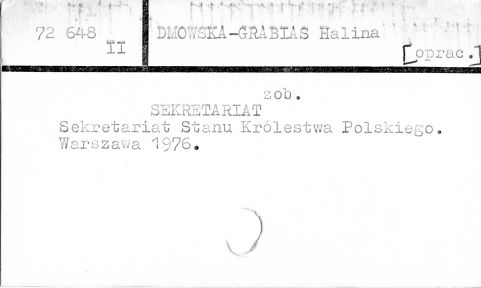 72 648 II
DMOWSKA-GRABIAS Halina
[oprac.]
zob.
SEKRETARIAT
Sekretariat Stanu Królestwa Polskiego.
Warszawa 1976.